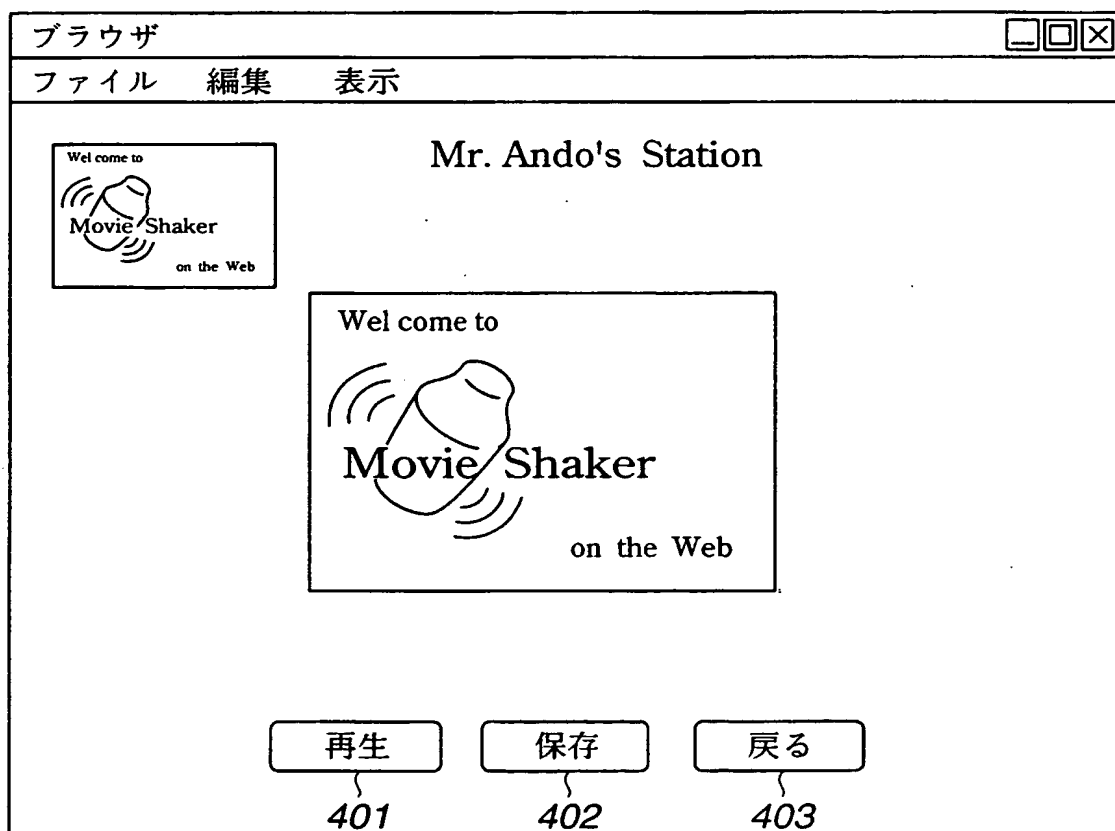 ブラウザ
ファイル 編集 表示
Mr. Ando's Station
Wel come to
Movie Shaker
on the Web
Wel come to
Movie Shaker
on the Web
再生 保存 戻る
401 402 403